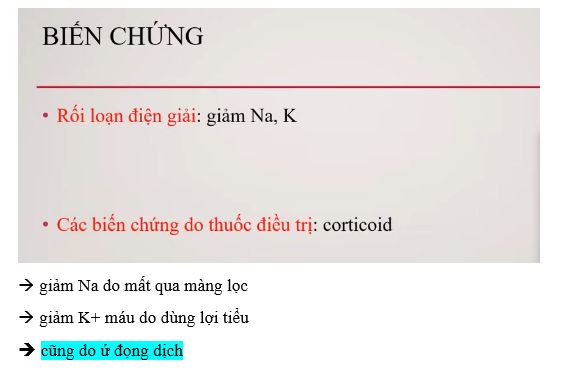 BIẾN CHỨNG
• Rối loạn điện giải: giảm Na, K
• Các biến chứng do thuốc điều trị: corticoid
→ giảm Na do mất qua màng lọc
→ giảm K+ máu do dùng lợi tiểu
→ cũng do ứ đọng dịch